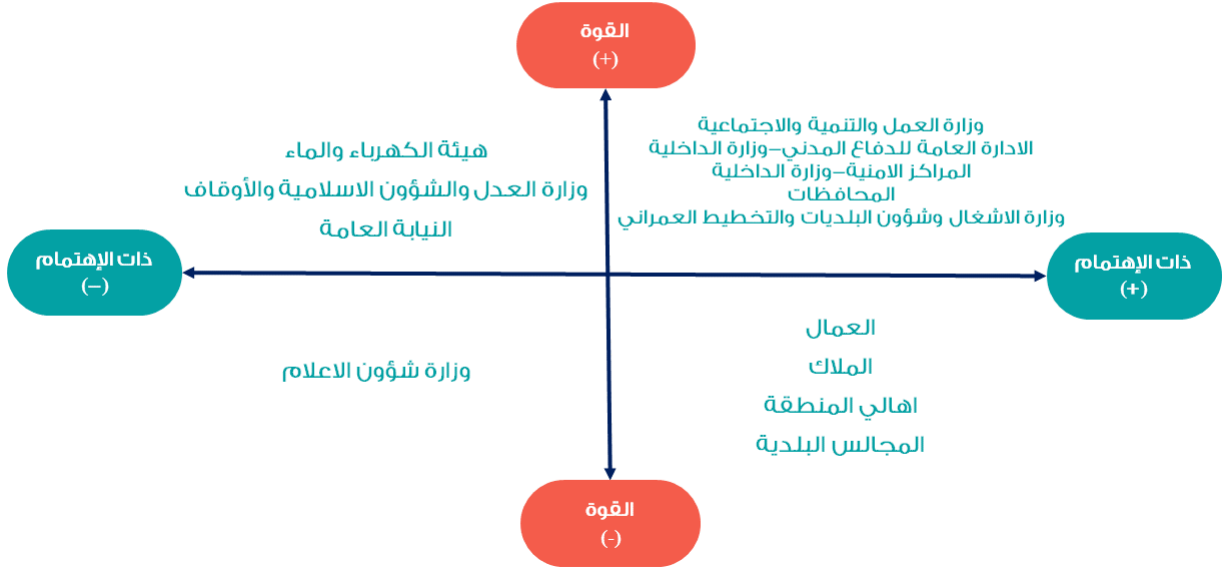 القوة
(+)
وزارة العمل والتنمية والاجتماعية
الادارة العامة للدفاع المدني–وزارة الداخلية
المراكز الامنية–وزارة الداخلية
المحافظات
وزارة الاشغال وشؤون البلديات والتخطيط العمراني
هيئة الكهرباء والماء
وزارة العدل والشؤون الاسلامية والأوقاف
النيابة العامة
ذات الإهتمام
(+)
ذات الإهتمام
(–)
العمال
الملاك
اهالي المنطقة
المجالس البلدية
وزارة شؤون الاعلام
القوة
(-)